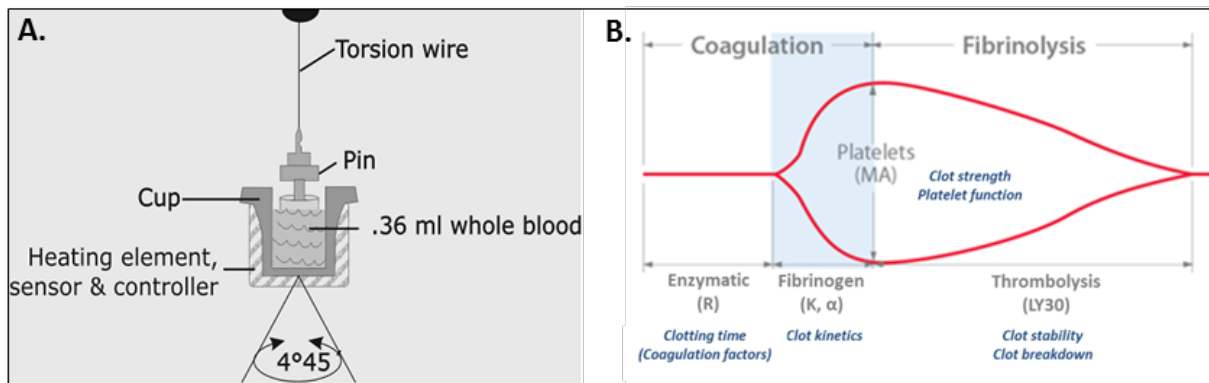 A.
Torsion wire
Pin
Cup
.36 ml whole blood
Heating element,
sensor & controller
4°45'
B.
Coagulation
Fibrinolysis
Platelets
(MA)
Clot strength
Platelet function
Enzymatic
(R)
Clotting time
(Coagulation factors)
Fibrinogen
(K, α)
Clot kinetics
Thrombolysis
(LY30)
Clot stability
Clot breakdown